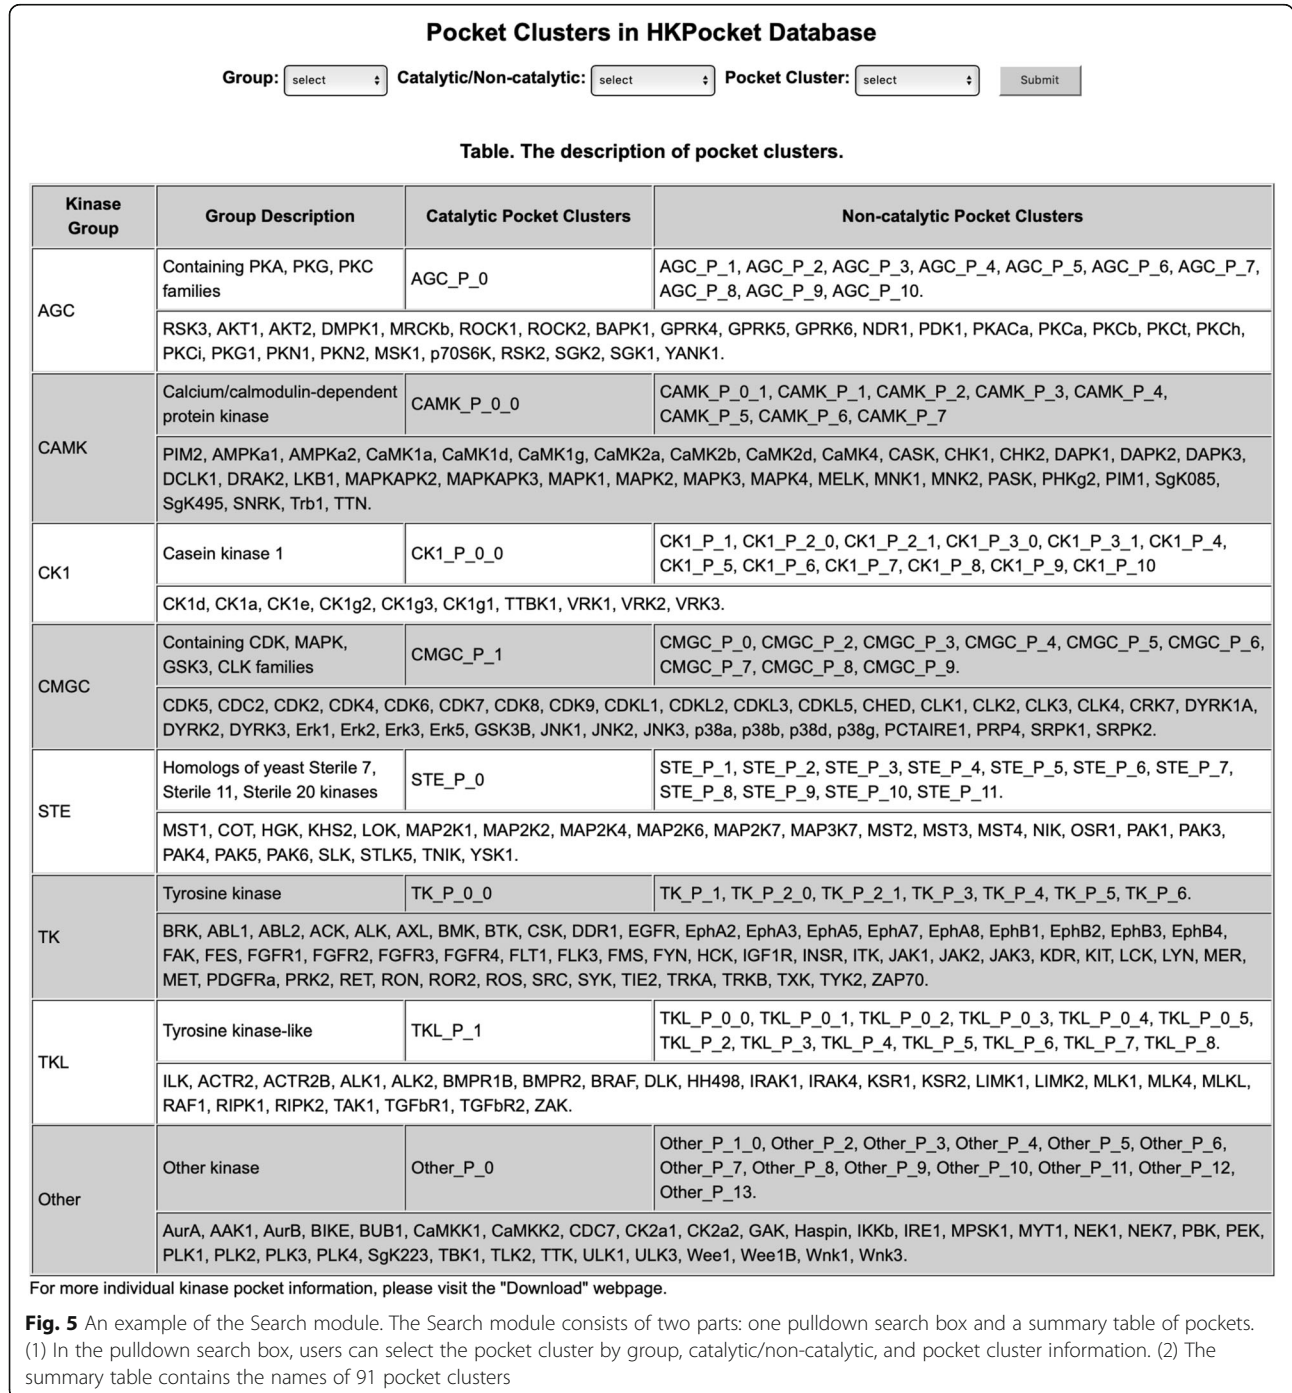 Pocket Clusters in HKPocket Database
Group: select Catalytic/Non-catalytic: select Pocket Cluster: select Submit
Table. The description of pocket clusters.
Kinase
Group
Group Description
Catalytic Pocket Clusters
Non-catalytic Pocket Clusters
AGC
Containing PKA, PKG, PKC
families
AGC_P_0
AGC_P_1, AGC_P_2, AGC_P_3, AGC_P_4, AGC_P_5, AGC_P_6, AGC_P_7,
AGC_P_8, AGC_P_9, AGC_P_10.
RSK3, AKT1, AKT2, DMPK1, MRCKb, ROCK1, ROCK2, BAPK1, GPRK4, GPRK5, GPRK6, NDR1, PDK1, PKACa, PKCa, PKCb, PKCt, PKCh,
PKCi, PKG1, PKN1, PKN2, MSK1, p70S6K, RSK2, SGK2, SGK1, YANK1.
CAMK
Calcium/calmodulin-dependent
protein kinase
CAMK_P_0_0
CAMK_P_0_1, CAMK_P_1, CAMK_P_2, CAMK_P_3, CAMK_P_4,
CAMK_P_5, CAMK_P_6, CAMK_P_7
PIM2, AMPKa1, AMPKa2, CaMK1a, CaMK1d, CaMK1g, CaMK2a, CaMK2b, CaMK2d, CaMK4, CASK, CHK1, CHK2, DAPK1, DAPK2, DAPK3,
DCLK1, DRAK2, LKB1, MAPKAPK2, MAPKAPK3, MAPK1, MAPK2, MAPK3, MAPK4, MELK, MNK1, MNK2, PASK, PHKg2, PIM1, SgK085,
SgK495, SNRK, Trb1, TTN.
CK1
Casein kinase 1
CK1_P_0_0
CK1_P_1, CK1_P_2_0, CK1_P_2_1, CK1_P_3_0, CK1_P_3_1, CK1_P_4,
CK1_P_5, CK1_P_6, CK1_P_7, CK1_P_8, CK1_P_9, CK1_P_10
CK1d, CK1a, CK1e, CK1g2, CK1g3, CK1g1, TTBK1, VRK1, VRK2, VRK3.
CMGC
Containing CDK, MAPK,
GSK3, CLK families
CMGC_P_1
CMGC_P_0, CMGC_P_2, CMGC_P_3, CMGC_P_4, CMGC_P_5, CMGC_P_6,
CMGC_P_7, CMGC_P_8, CMGC_P_9.
CDK5, CDC2, CDK2, CDK4, CDK6, CDK7, CDK8, CDK9, CDKL1, CDKL2, CDKL3, CDKL5, CHED, CLK1, CLK2, CLK3, CLK4, CRK7, DYRK1A,
DYRK2, DYRK3, Erk1, Erk2, Erk3, Erk5, GSK3B, JNK1, JNK2, JNK3, p38a, p38b, p38d, p38g, PCTAIRE1, PRP4, SRPK1, SRPK2.
STE
Homologs of yeast Sterile 7,
Sterile 11, Sterile 20 kinases
STE_P_0
STE_P_1, STE_P_2, STE_P_3, STE_P_4, STE_P_5, STE_P_6, STE_P_7,
STE_P_8, STE_P_9, STE_P_10, STE_P_11.
MST1, COT, HGK, KHS2, LOK, MAP2K1, MAP2K2, MAP2K4, MAP2K6, MAP2K7, MAP3K7, MST2, MST3, MST4, NIK, OSR1, PAK1, PAK3,
PAK4, PAK5, PAK6, SLK, STLK5, TNIK, YSK1.
TK
Tyrosine kinase
TK_P_0_0
TK_P_1, TK_P_2_0, TK_P_2_1, TK_P_3, TK_P_4, TK_P_5, TK_P_6.
BRK, ABL1, ABL2, ACK, ALK, AXL, BMK, BTK, CSK, DDR1, EGFR, EphA2, EphA3, EphA5, EphA7, EphA8, EphB1, EphB2, EphB3, EphB4,
FAK, FES, FGFR1, FGFR2, FGFR3, FGFR4, FLT1, FLK3, FMS, FYN, HCK, IGF1R, INSR, ITK, JAK1, JAK2, JAK3, KDR, KIT, LCK, LYN, MER,
MET, PDGFRa, PRK2, RET, RON, ROR2, ROS, SRC, SYK, TIE2, TRKA, TRKB, TXK, TYK2, ZAP70.
TKL
Tyrosine kinase-like
TKL_P_1
TKL_P_0_0, TKL_P_0_1, TKL_P_0_2, TKL_P_0_3, TKL_P_0_4, TKL_P_0_5,
TKL_P_2, TKL_P_3, TKL_P_4, TKL_P_5, TKL_P_6, TKL_P_7, TKL_P_8.
ILK, ACTR2, ACTR2B, ALK1, ALK2, BMPR1B, BMPR2, BRAF, DLK, HH498, IRAK1, IRAK4, KSR1, KSR2, LIMK1, LIMK2, MLK1, MLK4, MLKL,
RAF1, RIPK1, RIPK2, TAK1, TGFbR1, TGFbR2, ZAK.
Other
Other kinase
Other_P_0
Other_P_1_0, Other_P_2, Other_P_3, Other_P_4, Other_P_5, Other_P_6,
Other_P_7, Other_P_8, Other_P_9, Other_P_10, Other_P_11, Other_P_12,
Other_P_13.
AurA, AAK1, AurB, BIKE, BUB1, CaMKK1, CaMKK2, CDC7, CK2a1, CK2a2, GAK, Haspin, IKKb, IRE1, MPSK1, MYT1, NEK1, NEK7, PBK, PEK,
PLK1, PLK2, PLK3, PLK4, SgK223, TBK1, TLK2, TTK, ULK1, ULK3, Wee1, Wee1B, Wnk1, Wnk3.
For more individual kinase pocket information, please visit the "Download" webpage.
Fig. 5 An example of the Search module. The Search module consists of two parts: one pulldown search box and a summary table of pockets.
(1) In the pulldown search box, users can select the pocket cluster by group, catalytic/non-catalytic, and pocket cluster information. (2) The
summary table contains the names of 91 pocket clusters